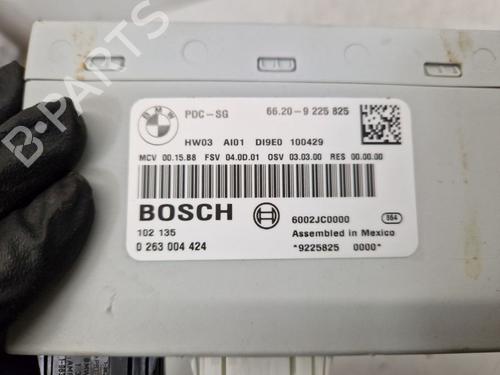 BMW
PDC-SG 66.20-9 225 825
HW03 AI01 DI9E0 100429
MCV 00.15.88 FSV 04.0D.01 OSV 03.03.00 RES 00.00.00
BOSCH
6002JC0000 584
102 135
Assembled in Mexico
0 263 004 424
*9225825 0000*
B-PARTS